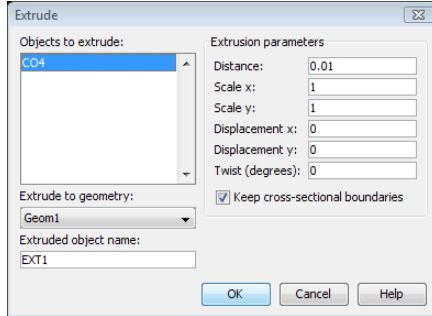 Extrude
Objects to extrude:
CO4
Extrude to geometry:
Geom1
Extruded object name:
EXT1
Extrusion parameters
Distance: 0.01
Scale x: 1
Scale y: 1
Displacement x: 0
Displacement y: 0
Twist (degrees): 0
Keep cross-sectional boundaries
OK Cancel Help